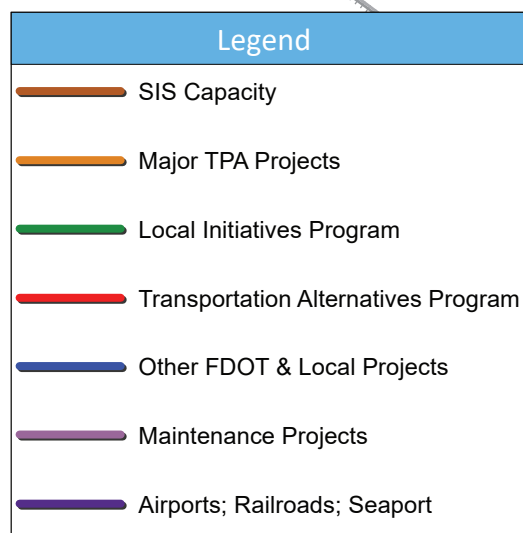 Legend
SIS Capacity
Major TPA Projects
Local Initiatives Program
Transportation Alternatives Program
Other FDOT & Local Projects
Maintenance Projects
Airports; Railroads; Seaport